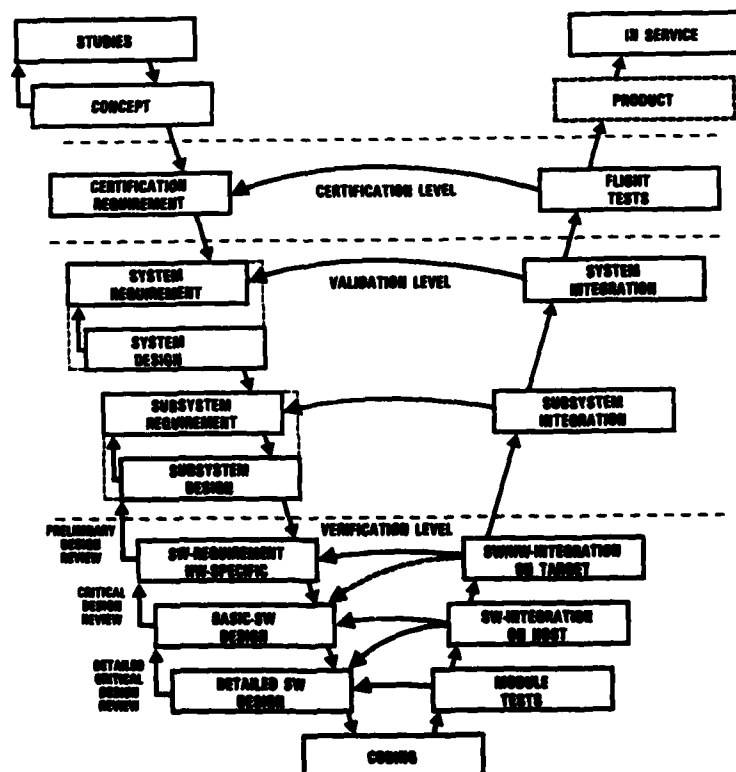 STUDIES
IN SERVICE
CONCEPT
PRODUCT
CERTIFICATION
REQUIREMENT
CERTIFICATION LEVEL
FLIGHT
TESTS
SYSTEM
REQUIREMENT
VALIDATION LEVEL
SYSTEM
INTEGRATION
SYSTEM
DESIGN
SUBSYSTEM
REQUIREMENT
SUBSYSTEM
INTEGRATION
SUBSYSTEM
DESIGN
VERIFICATION LEVEL
PRELIMINARY
DESIGN
REVIEW
SW-REQUIREMENT
HW-SPECIFIC
SW/HW-INTEGRATION
ON TARGET
CRITICAL
DESIGN
REVIEW
BASIC-SW
DESIGN
SW-INTEGRATION
ON HOST
DETAILED
CRITICAL
DESIGN
REVIEW
DETAILED SW
DESIGN
MODULE
TESTS
CODING